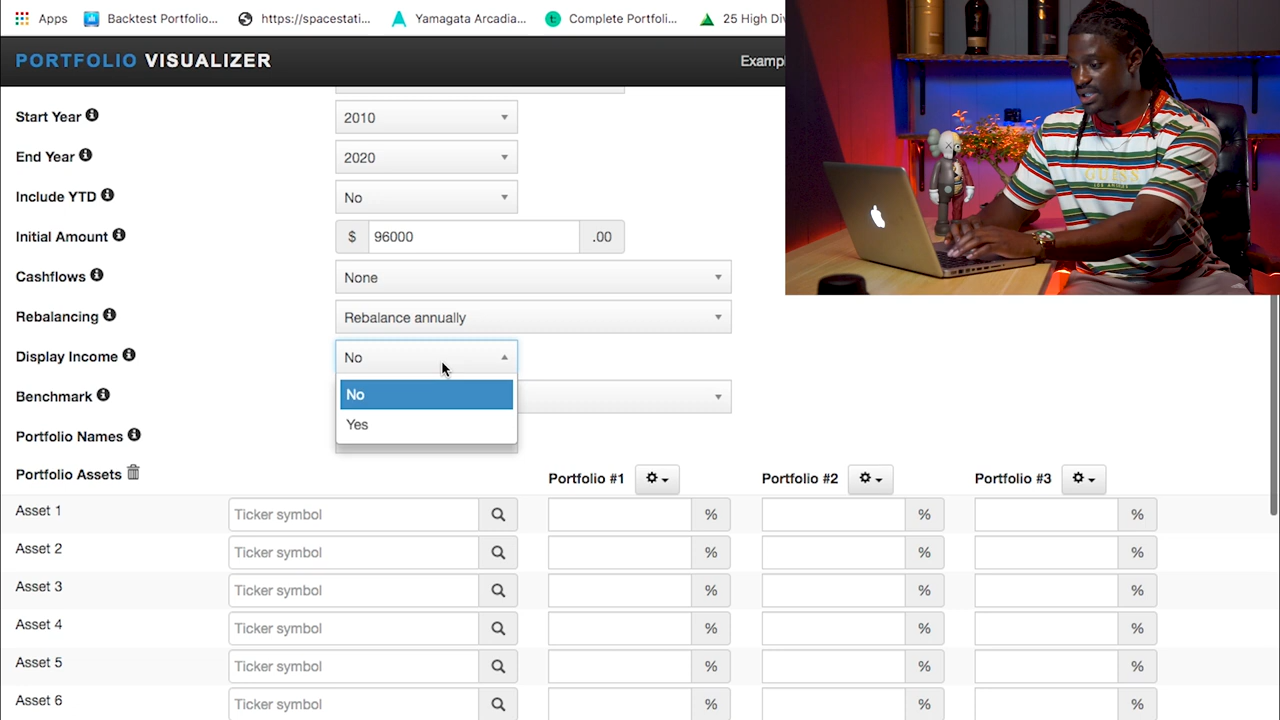 Apps
Backtest Portfolio...
https://spacestati...
Yamagata Arcadia...
Complete Portfoli...
25 High Div
PORTFOLIO VISUALIZER
Exampl
Start Year
2010
End Year
2020
Include YTD
No
Initial Amount
$ 96000 .00
Cashflows
None
Rebalancing
Rebalance annually
Display Income
No
No
Yes
Benchmark
Portfolio Names
Portfolio Assets
Portfolio #1
Portfolio #2
Portfolio #3
Asset 1 Ticker symbol % % %
Asset 2 Ticker symbol % % %
Asset 3 Ticker symbol % % %
Asset 4 Ticker symbol % % %
Asset 5 Ticker symbol % % %
Asset 6 Ticker symbol % % %
GUESS